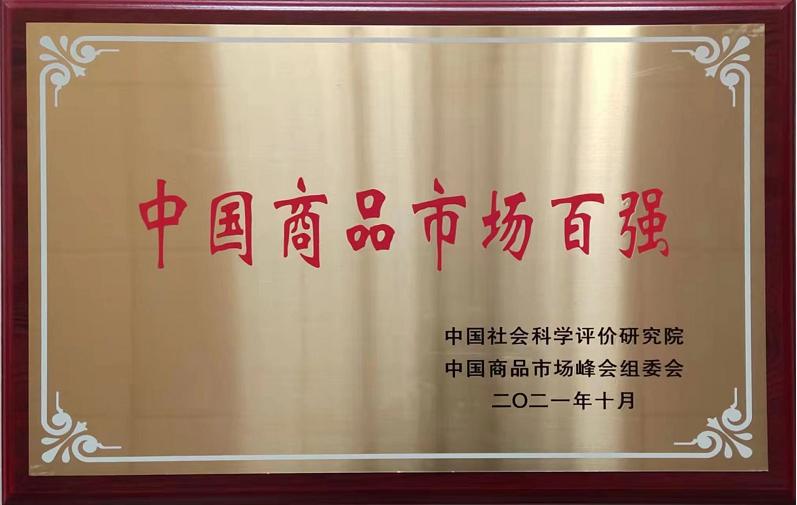 中国商品市场百强
中国社会科学评价研究院
中国商品市场峰会组委会
二〇二一年十月